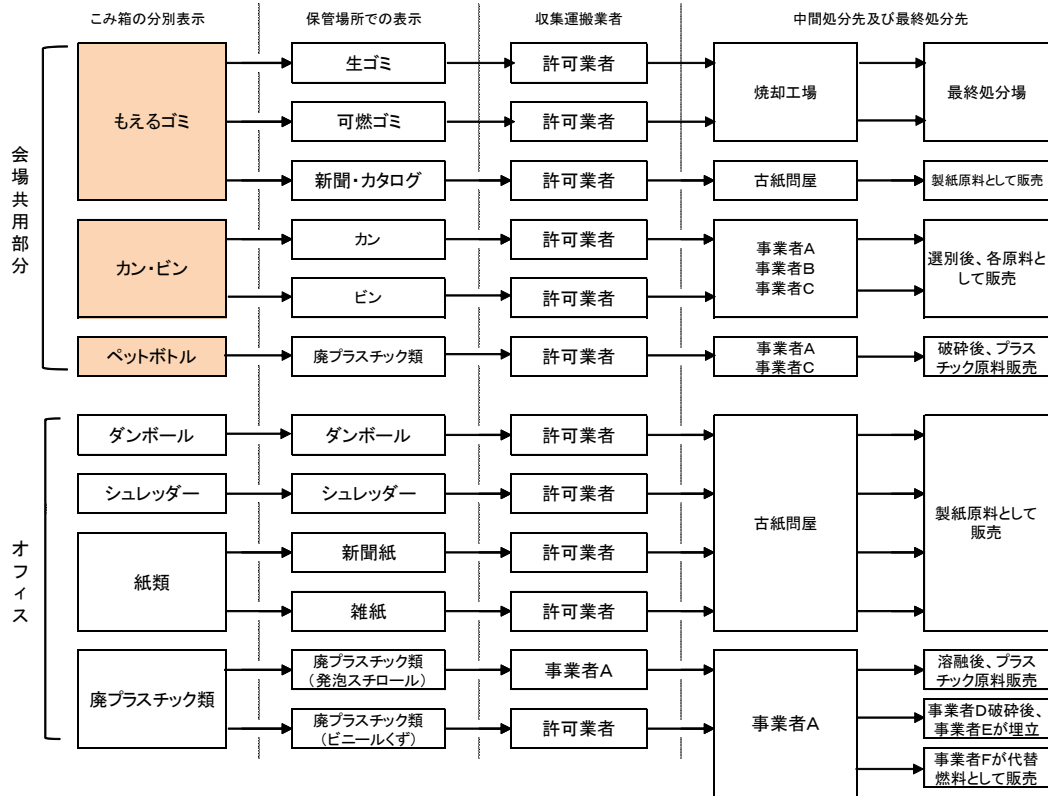 こみ箱の分別表示
保管場所での表示
収集運搬業者
中間処分先及び最終処分先
会場共用部分
もえるゴミ
生ゴミ
許可業者
焼却工場
最終処分場
可燃ゴミ
許可業者
新聞・カタログ
許可業者
古紙問屋
製紙原料として販売
カン・ビン
カン
許可業者
事業者A
事業者B
事業者C
選別後、各原料と
して販売
ビン
許可業者
ペットボトル
廃プラスチック類
許可業者
事業者A
事業者C
破砕後、プラス
チック原料販売
オフィス
ダンボール
ダンボール
許可業者
古紙問屋
製紙原料として
販売
シュレッダー
シュレッダー
許可業者
紙類
新聞紙
許可業者
雑紙
許可業者
廃プラスチック類
廃プラスチック類
(発泡スチロール)
事業者A
事業者A
溶融後、プラス
チック原料販売
廃プラスチック類
(ビニールくず)
許可業者
事業者D破砕後、
事業者Eが埋立
事業者Fが代替
燃料として販売